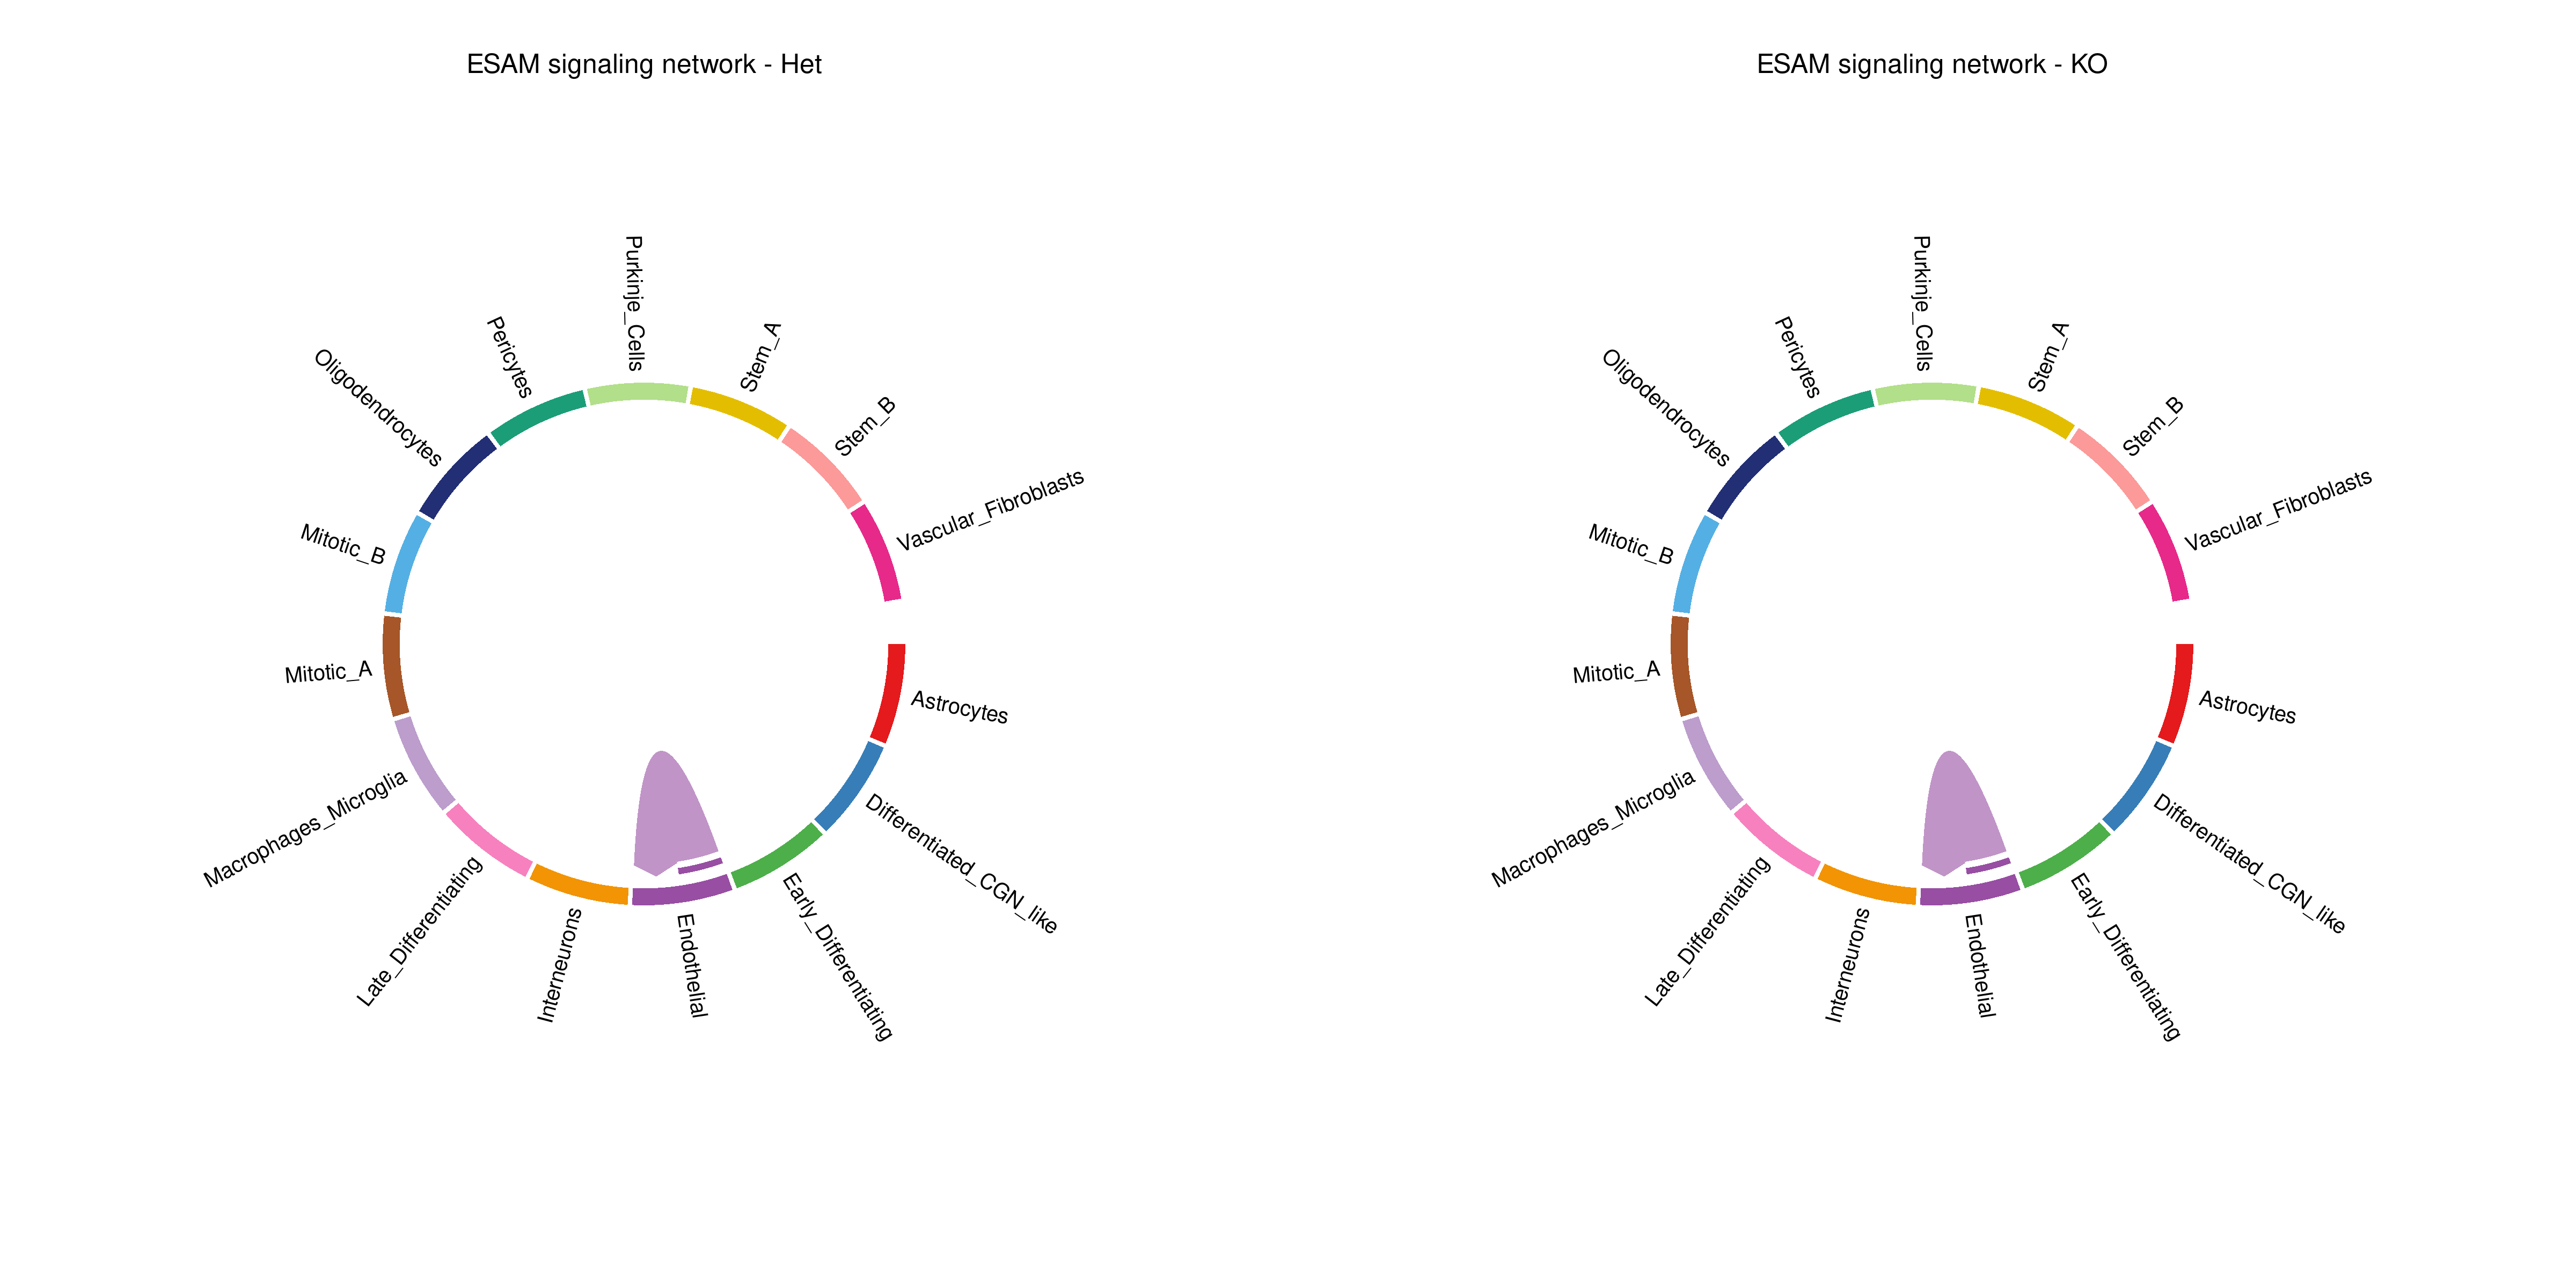 ESAM signaling network - Het
Purkinje_Cells
Stem_A
Pericytes
Oligodendrocytes
Stem_B
Vascular_Fibroblasts
Mitotic_B
Mitotic_A
Astrocytes
Macrophages_Microglia
Differentiated_CGN_like
Late_Differentiating
Interneurons
Endothelial
Early_Differentiating
ESAM signaling network - KO
Purkinje_Cells
Stem_A
Pericytes
Oligodendrocytes
Stem_B
Vascular_Fibroblasts
Mitotic_B
Mitotic_A
Astrocytes
Macrophages_Microglia
Differentiated_CGN_like
Late_Differentiating
Interneurons
Endothelial
Early_Differentiating